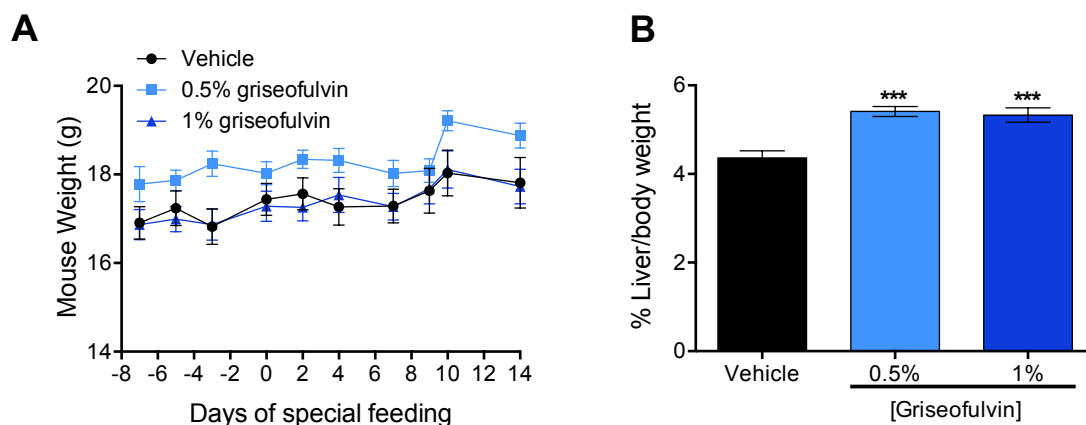 A
Vehicle
0.5% griseofulvin
1% griseofulvin
Mouse Weight (g)
20
18
16
14
-8 -6 -4 -2 0 2 4 6 8 10 12 14
Days of special feeding
B
% Liver/body weight
6
4
2
0
*** ***
Vehicle 0.5% 1%
[Griseofulvin]